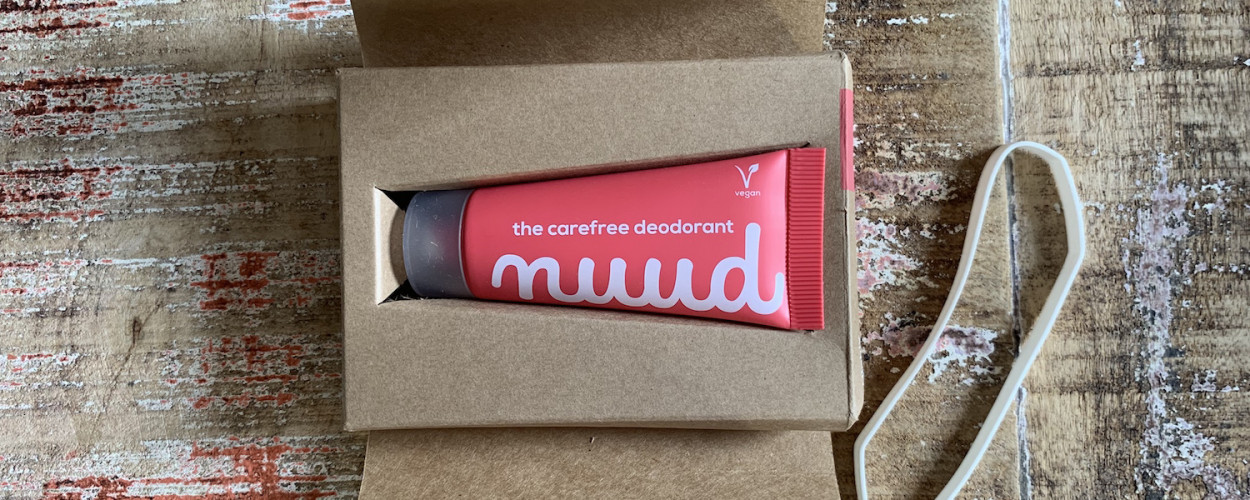 vegan
the carefree deodorant
nuud